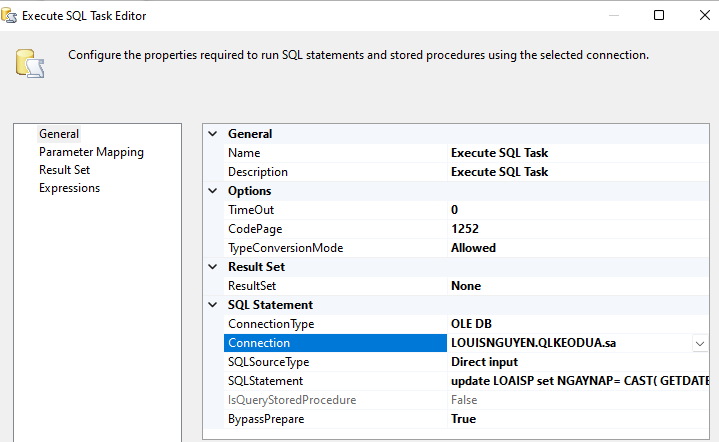 Execute SQL Task Editor
Configure the properties required to run SQL statements and stored procedures using the selected connection.
General
Parameter Mapping
Result Set
Expressions
General
Name Execute SQL Task
Description Execute SQL Task
Options
TimeOut 0
CodePage 1252
TypeConversionMode Allowed
Result Set
ResultSet None
SQL Statement
ConnectionType OLE DB
Connection LOUISNGUYEN.QLKEODUA.sa
SQLSourceType Direct input
SQLStatement update LOAISP set NGAYNAP= CAST( GETDATE
IsQueryStoredProcedure False
BypassPrepare True